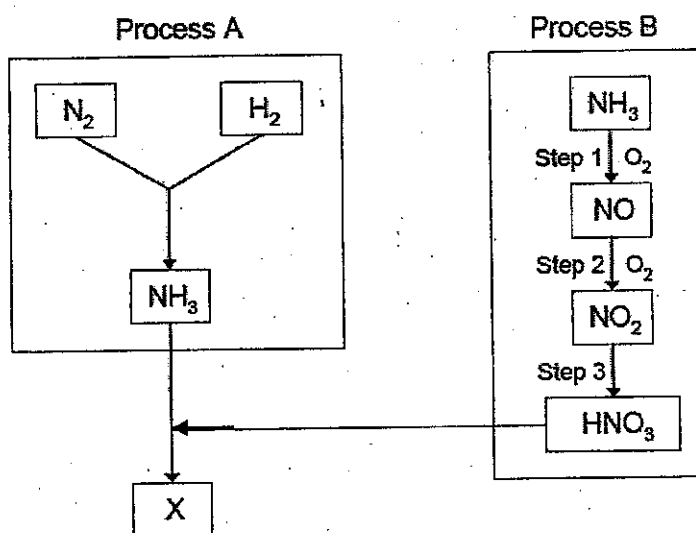 Process A
Process B
N₂
H₂
NH₃
Step 1 O₂
NO
Step 2 O₂
NH₃
NO₂
Step 3
HNO₃
X